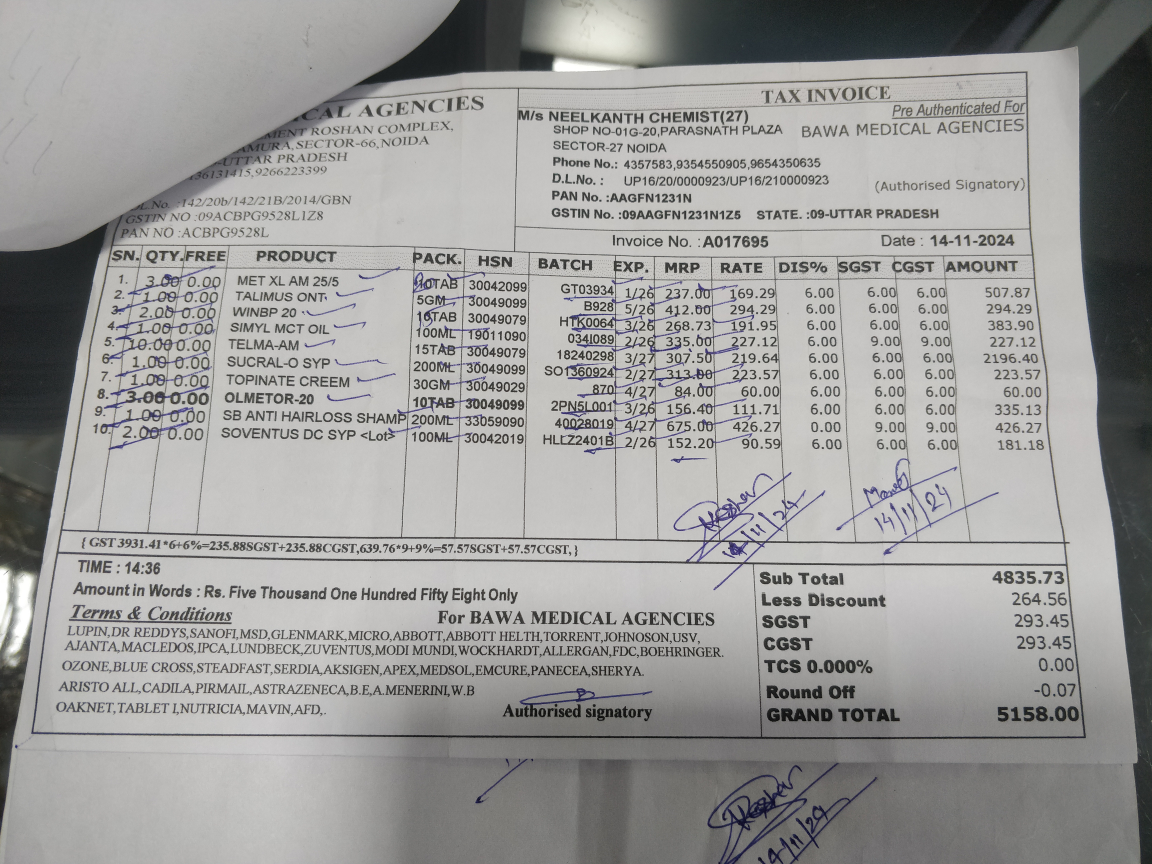 CAL AGENCIES
MENT ROSHAN COMPLEX,
AMURA, SECTOR-66, NOIDA
-UTTAR PRADESH
36131415,9266223399
No. :142/20b/142/21B/2014/GBN
GSTIN NO :09ACBPG9528L1Z8
PAN NO :ACBPG9528L
TAX INVOICE
M/s NEELKANTH CHEMIST(27)
SHOP NO-01G-20,PARASNATH PLAZA
SECTOR-27 NOIDA
Phone No.: 4357583,9354550905,9654350635
D.L.No. : UP16/20/0000923/UP16/210000923
PAN No. :AAGFN1231N
GSTIN No. :09AAGFN1231N1Z5 STATE. :09-UTTAR PRADESH
Pre Authenticated For
BAWA MEDICAL AGENCIES
(Authorised Signatory)
Invoice No. : A017695 Date : 14-11-2024
SN. QTY. FREE PRODUCT PACK. HSN BATCH EXP. MRP RATE DIS% SGST CGST AMOUNT
1. 3.00 0.00 MET XL AM 25/5 10TAB 30042099 GT03934 1/26 237.00 169.29 6.00 6.00 6.00 507.87
2. 1.00 0.00 TALIMUS ONT 5GM 30049099 B928 5/26 412.00 294.29 6.00 6.00 6.00 294.29
3. 2.00 0.00 WINBP 20 10TAB 30049079 HTK0064 3/26 268.73 191.95 6.00 6.00 6.00 383.90
4. 1.00 0.00 SIMYL MCT OIL 100ML 19011090 034I089 2/26 335.00 227.12 6.00 9.00 9.00 227.12
5. 10.00 0.00 TELMA-AM 15TAB 30049079 18240298 3/27 307.50 219.64 6.00 6.00 6.00 2196.40
6. 1.00 0.00 SUCRAL-O SYP 200ML 30049099 SO1360924 2/27 313.00 223.57 6.00 6.00 6.00 223.57
7. 1.00 0.00 TOPINATE CREEM 30GM 30049029 870 4/27 84.00 60.00 6.00 6.00 6.00 60.00
8. 3.00 0.00 OLMETOR-20 10TAB 30049099 2PN5L001 3/26 156.40 111.71 6.00 6.00 6.00 335.13
9. 1.00 0.00 SB ANTI HAIRLOSS SHAMP 200ML 33059090 40028019 4/27 675.00 426.27 0.00 9.00 9.00 426.27
10. 2.00 0.00 SOVENTUS DC SYP <Lot> 100ML 30042019 HLLZ2401B 2/26 152.20 90.59 6.00 6.00 6.00 181.18
14/11/24
14/11/24
{ GST 3931.41*6+6%=235.88SGST+235.88CGST,639.76*9+9%=57.57SGST+57.57CGST, }
TIME : 14:36
Amount in Words : Rs. Five Thousand One Hundred Fifty Eight Only
Terms & Conditions For BAWA MEDICAL AGENCIES
LUPIN,DR REDDYS,SANOFI,MSD,GLENMARK,MICRO,ABBOTT,ABBOTT HELTH,TORRENT,JOHNOSON,USV,
AJANTA,MACLEDOS,IPCA,LUNDBECK,ZUVENTUS,MODI MUNDI,WOCKHARDT,ALLERGAN,FDC,BOEHRINGER.
OZONE,BLUE CROSS,STEADFAST,SERDIA,AKSIGEN,APEX,MEDSOL,EMCURE,PANECEA,SHERYA.
ARISTO ALL,CADILA,PIRMAIL,ASTRAZENECA,B.E,A.MENERINI,W.B
OAKNET,TABLET I,NUTRICIA,MAVIN,AFD,.
Authorised signatory
Sub Total 4835.73
Less Discount 264.56
SGST 293.45
CGST 293.45
TCS 0.000% 0.00
Round Off -0.07
GRAND TOTAL 5158.00
14/11/24